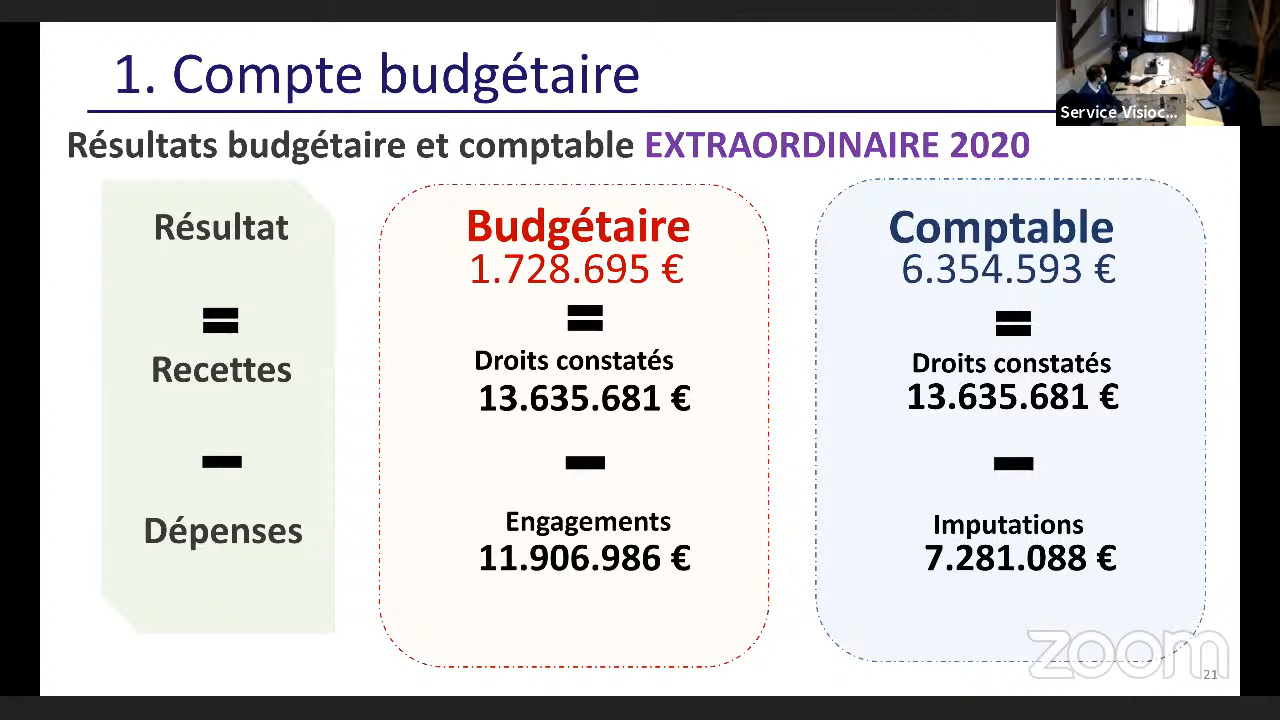 1. Compte budgétaire
Service Visioc...
Résultats budgétaire et comptable EXTRAORDINAIRE 2020
Résultat
=
Recettes
-
Dépenses
Budgétaire
1.728.695 €
=
Droits constatés
13.635.681 €
-
Engagements
11.906.986 €
Comptable
6.354.593 €
=
Droits constatés
13.635.681 €
-
Imputations
7.281.088 €
zoom
21